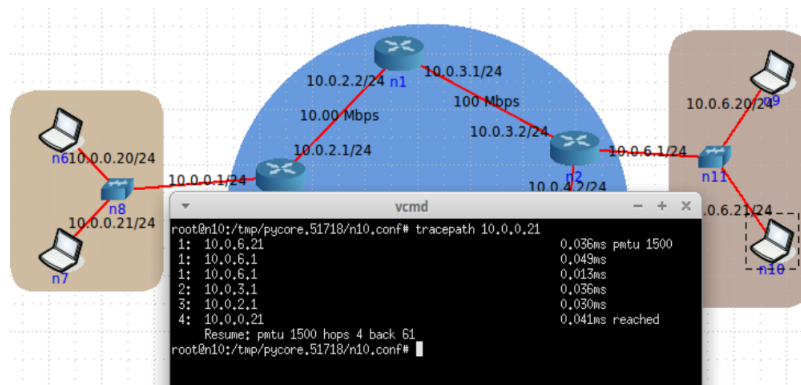 n1
10.0.2.2/24
10.0.3.1/24
10.00 Mbps
100 Mbps
10.0.2.1/24
10.0.3.2/24
n6
10.0.0.20/24
10.0.0.1/24
n8
10.0.0.21/24
n7
n2
10.0.6.1/24
10.0.4.2/24
n11
10.0.6.20/24
n9
.0.6.21/24
n10
vcmd
root@n10:/tmp/pycore.51718/n10.conf# tracepath 10.0.0.21
1: 10.0.6.21 0.036ms pmtu 1500
1: 10.0.6.1 0.049ms
1: 10.0.6.1 0.013ms
2: 10.0.3.1 0.036ms
3: 10.0.2.1 0.030ms
4: 10.0.0.21 0.041ms reached
Resume: pmtu 1500 hops 4 back 61
root@n10:/tmp/pycore.51718/n10.conf#